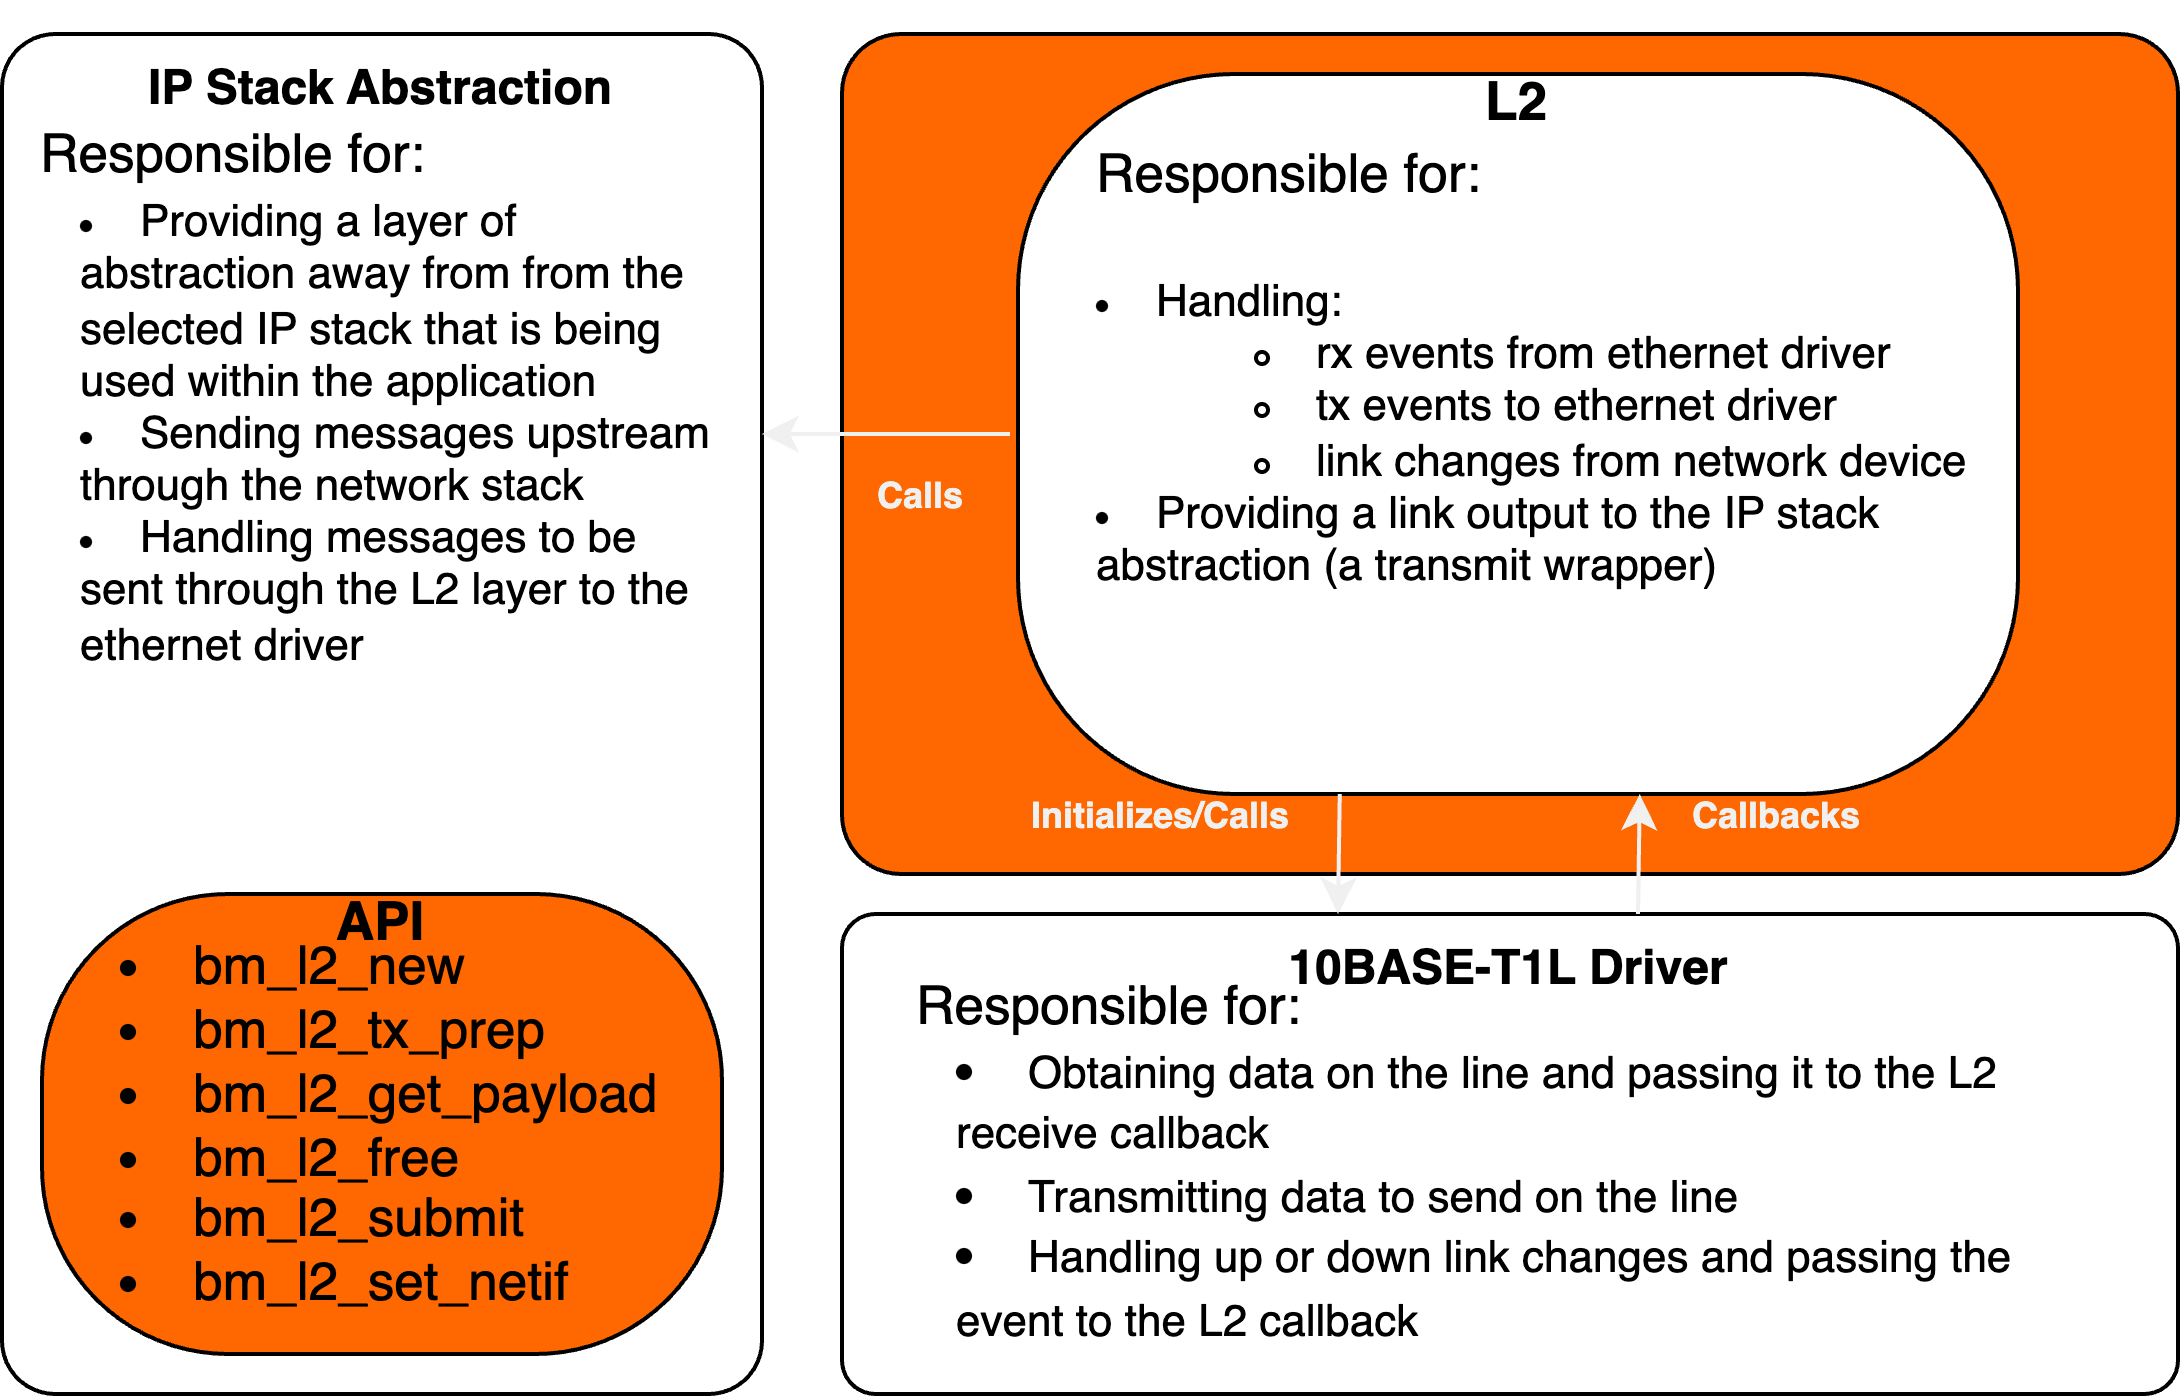 IP Stack Abstraction
Responsible for:
• Providing a layer of
abstraction away from from the
selected IP stack that is being
used within the application
• Sending messages upstream
through the network stack
• Handling messages to be
sent through the L2 layer to the
ethernet driver
API
• bm_l2_new
• bm_l2_tx_prep
• bm_l2_get_payload
• bm_l2_free
• bm_l2_submit
• bm_l2_set_netif
L2
Responsible for:
• Handling:
◦ rx events from ethernet driver
◦ tx events to ethernet driver
◦ link changes from network device
• Providing a link output to the IP stack
abstraction (a transmit wrapper)
Calls
Initializes/Calls
Callbacks
10BASE-T1L Driver
Responsible for:
• Obtaining data on the line and passing it to the L2
receive callback
• Transmitting data to send on the line
• Handling up or down link changes and passing the
event to the L2 callback